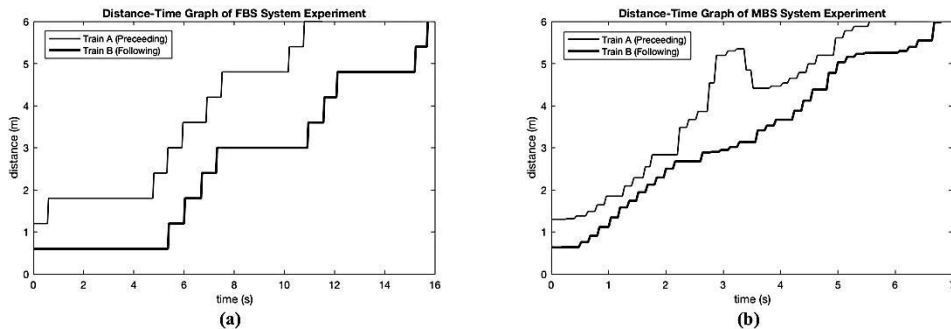 Distance-Time Graph of FBS System Experiment
6
5
4
3
2
1
0
distance (m)
Train A (Preceeding)
Train B (Following)
0 2 4 6 8 10 12 14 16
time (s)
(a)
Distance-Time Graph of MBS System Experiment
6
5
4
3
2
1
0
distance (m)
Train A (Preceeding)
Train B (Following)
0 1 2 3 4 5 6 7
time (s)
(b)